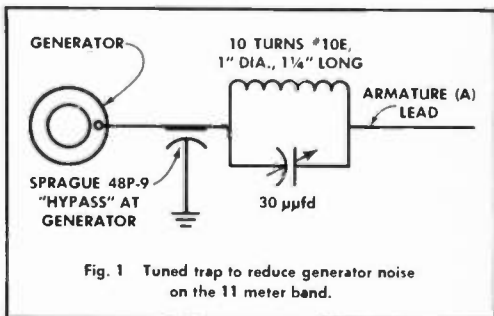 GENERATOR
10 TURNS #10E,
1" DIA., 1¼" LONG
ARMATURE (A)
LEAD
SPRAGUE 48P-9
"HYPASS" AT
GENERATOR
30 µµfd
Fig. 1 Tuned trap to reduce generator noise
on the 11 meter band.